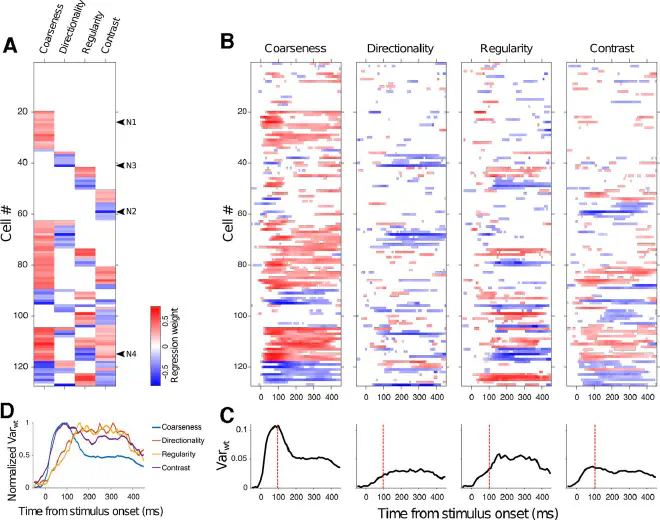 A
Coarseness
Directionality
Regularity
Contrast
Cell #
20
40
60
80
100
120
N1
N3
N2
N4
0.5
0
−0.5
Regression weight
B
Coarseness
Directionality
Regularity
Contrast
Cell #
20
40
60
80
100
120
0 100 200 300 400
0 100 200 300 400
0 100 200 300 400
0 100 200 300 400
D
Normalized Var.wt
1
0.5
0
0 100 200 300 400
Time from stimulus onset (ms)
Coarseness
Directionality
Regularity
Contrast
C
Varwt
0.1
0.05
0
0 100 200 300 400
0 100 200 300 400
0 100 200 300 400
0 100 200 300 400
Time from stimulus onset (ms)